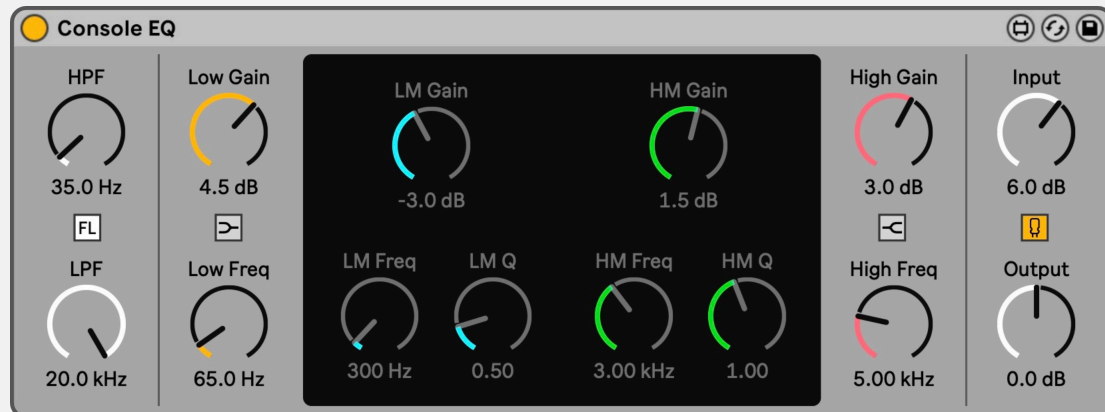 Console EQ
HPF
35.0 Hz
FL
LPF
20.0 kHz
Low Gain
4.5 dB
Low Freq
65.0 Hz
LM Gain
-3.0 dB
HM Gain
1.5 dB
LM Freq
300 Hz
LM Q
0.50
HM Freq
3.00 kHz
HM Q
1.00
High Gain
3.0 dB
High Freq
5.00 kHz
Input
6.0 dB
Output
0.0 dB